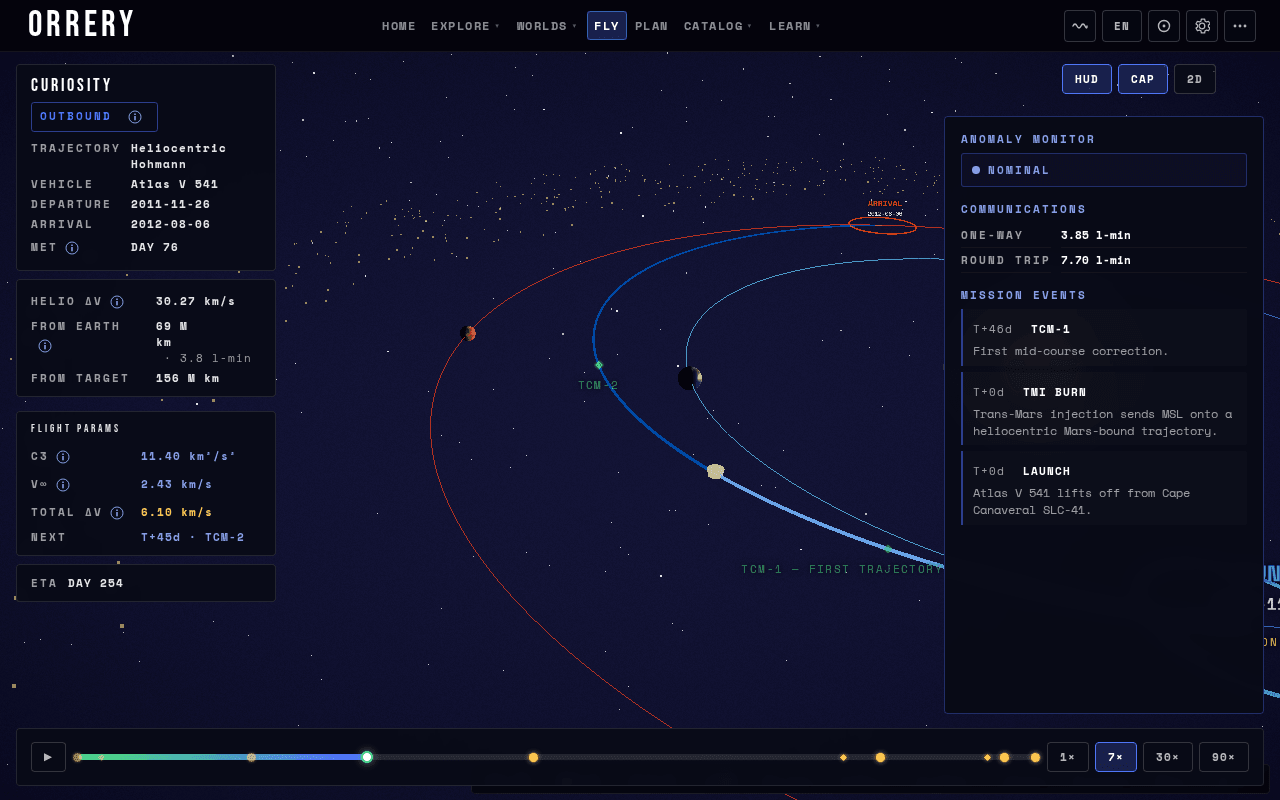 ORRERY
HOME EXPLORE WORLDS FLY PLAN CATALOG LEARN
EN
HUD CAP 2D
CURIOSITY
OUTBOUND
TRAJECTORY Heliocentric
Hohmann
VEHICLE Atlas V 541
DEPARTURE 2011-11-26
ARRIVAL 2012-08-06
MET DAY 76
HELIO ΔV 30.27 km/s
FROM EARTH 69 M
km
· 3.8 l-min
FROM TARGET 156 M km
FLIGHT PARAMS
C3 11.40 km²/s²
V∞ 2.43 km/s
TOTAL ΔV 6.10 km/s
NEXT T+45d · TCM-2
ETA DAY 254
ARRIVAL
TCM-2
TCM-1 — FIRST TRAJECTORY
ANOMALY MONITOR
NOMINAL
COMMUNICATIONS
ONE-WAY 3.85 l-min
ROUND TRIP 7.70 l-min
MISSION EVENTS
T+46d TCM-1
First mid-course correction.
T+0d TMI BURN
Trans-Mars injection sends MSL onto a
heliocentric Mars-bound trajectory.
T+0d LAUNCH
Atlas V 541 lifts off from Cape
Canaveral SLC-41.
1× 7× 30× 90×